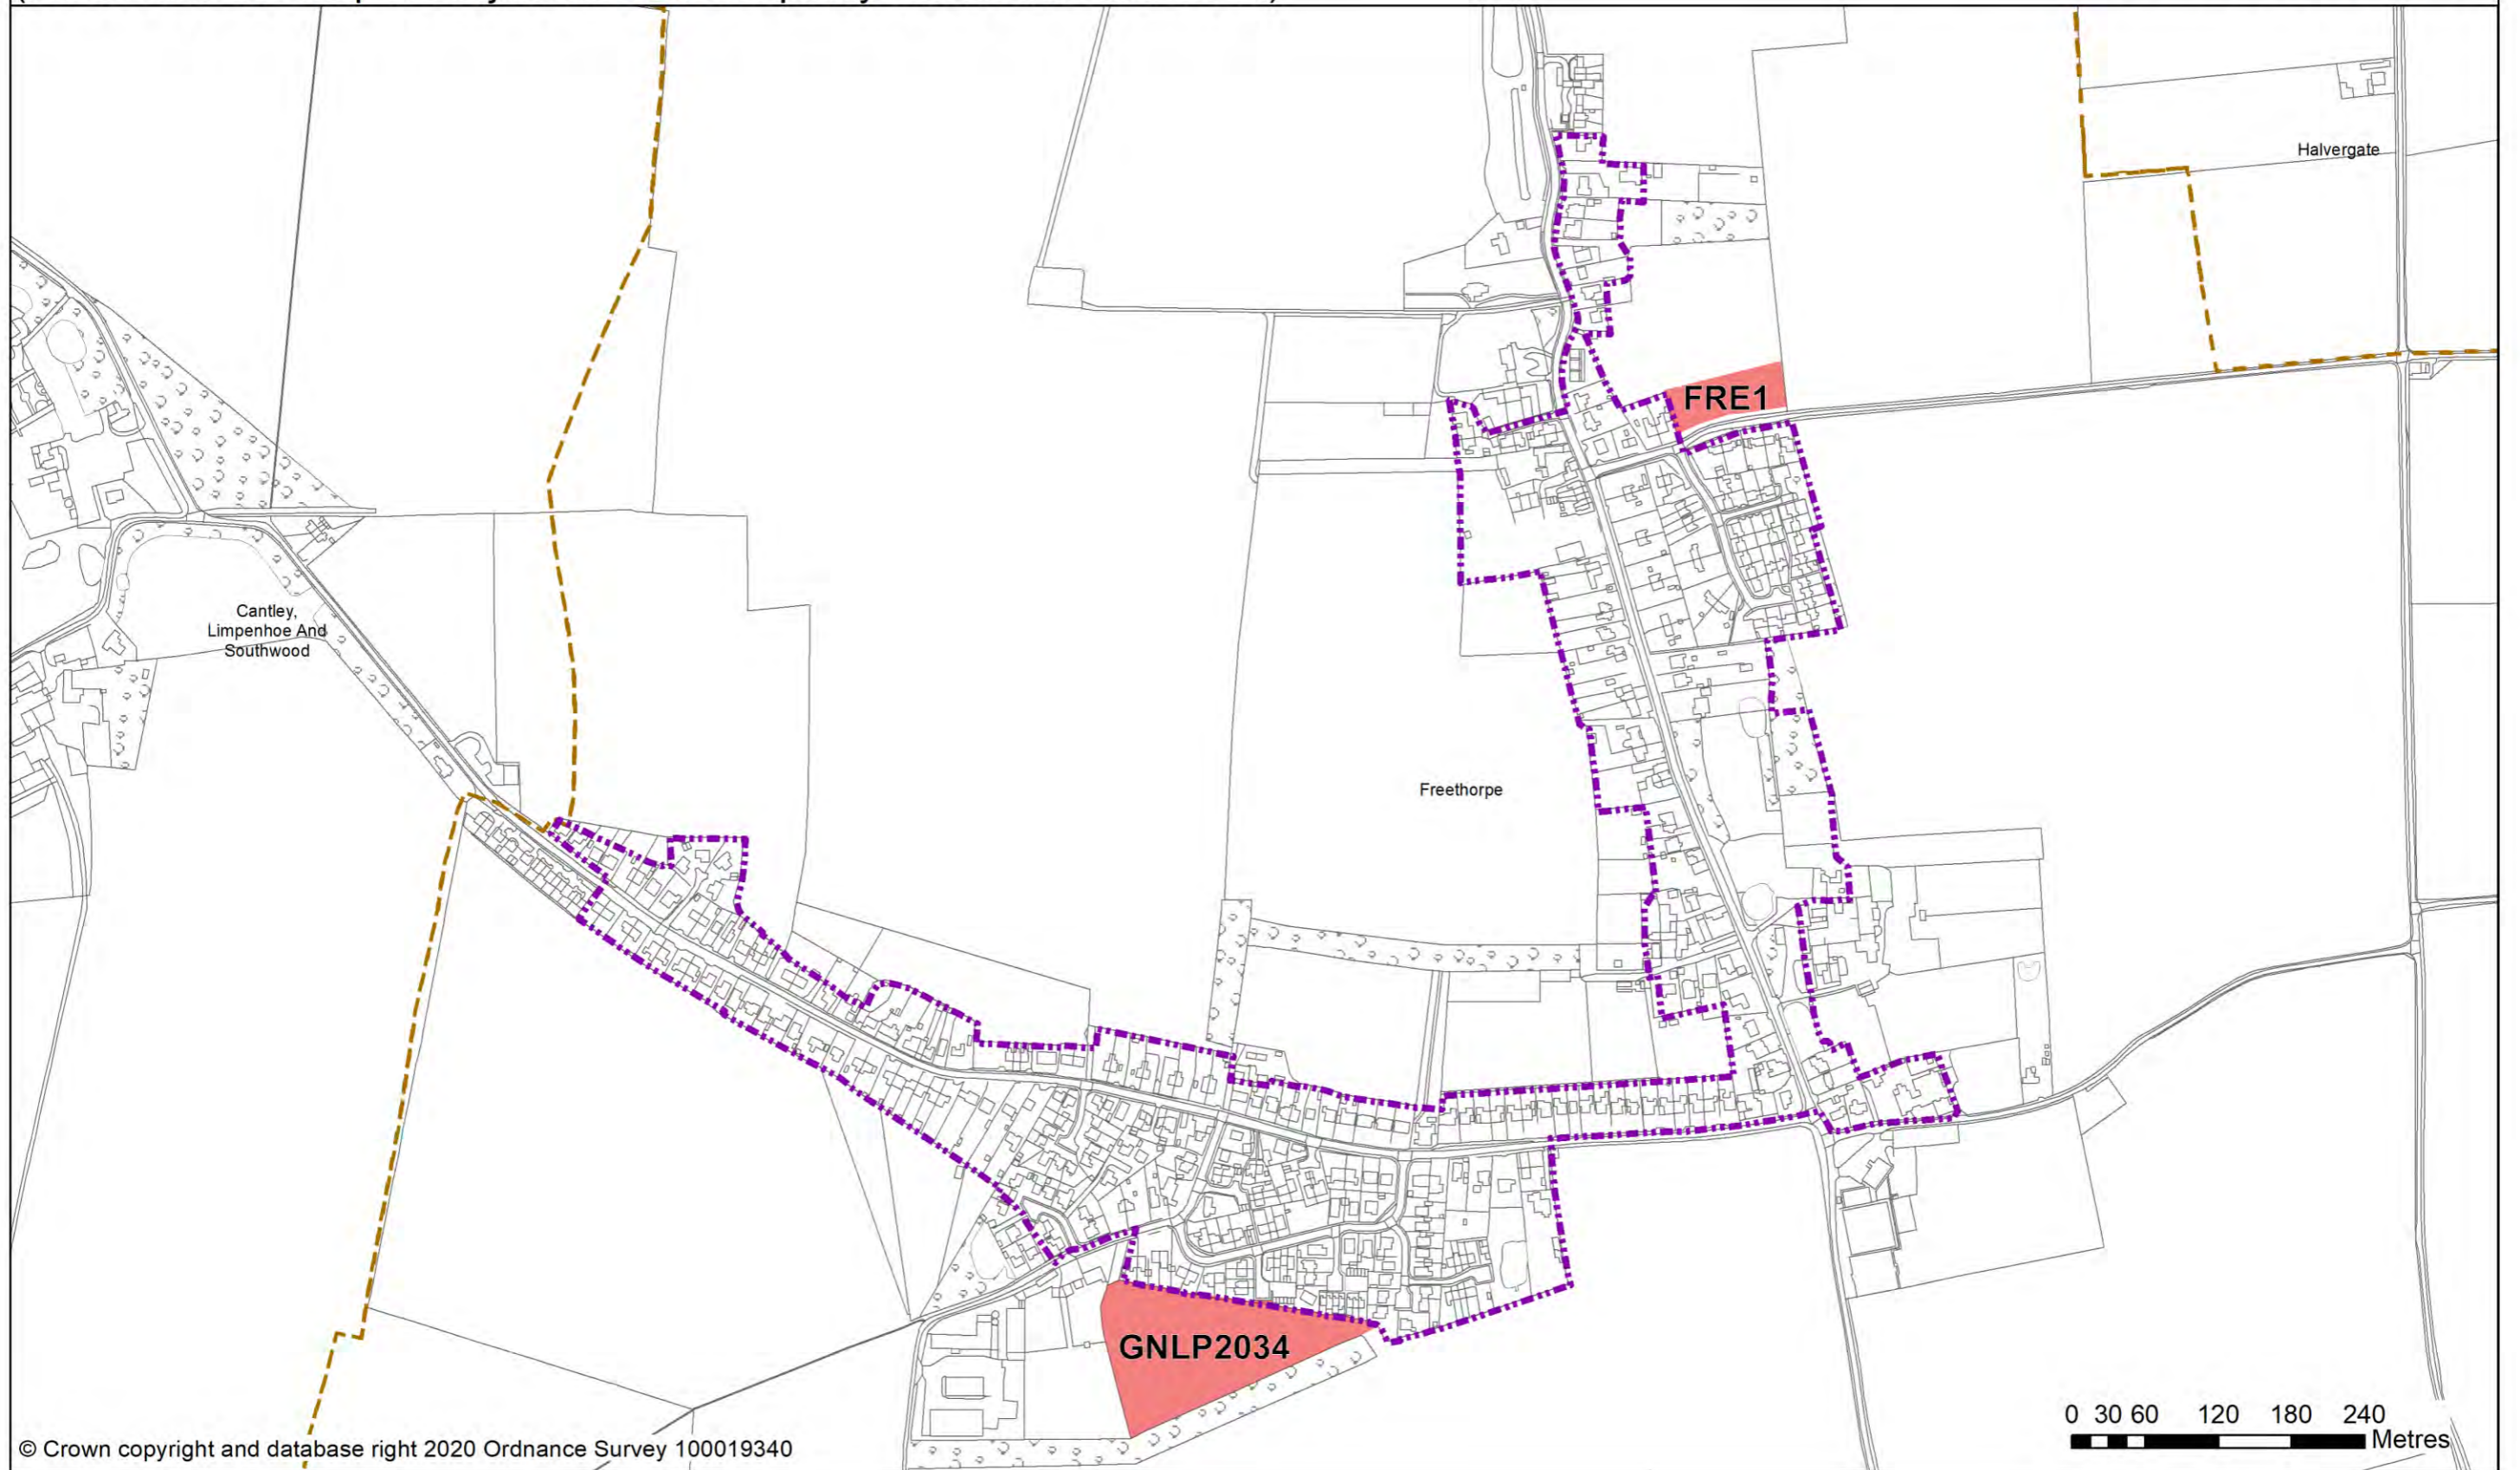 Halvergate
FRE1
Cantley,
Limpenhoe And
Southwood
Freethorpe
GNLP2034
0 30 60 120 180 240
Metres
© Crown copyright and database right 2020 Ordnance Survey 100019340